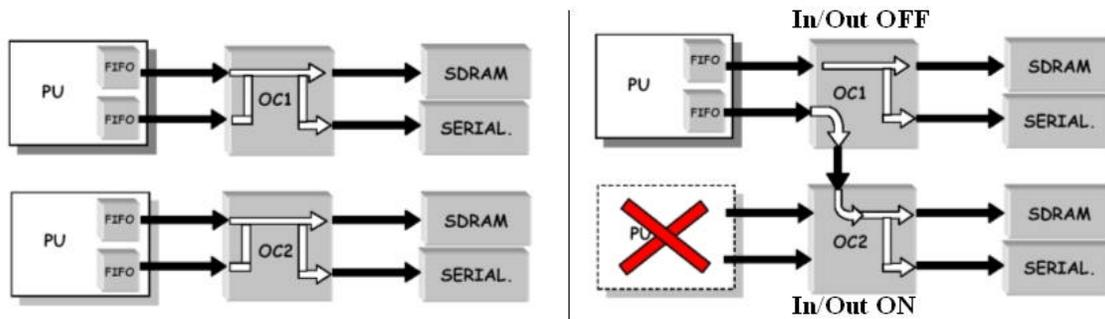 In/Out OFF
PU
FIFO
FIFO
OC1
SDRAM
SERIAL.
PU
FIFO
FIFO
OC2
SDRAM
SERIAL.
PU
FIFO
FIFO
OC1
SDRAM
SERIAL.
PU
OC2
SDRAM
SERIAL.
In/Out ON